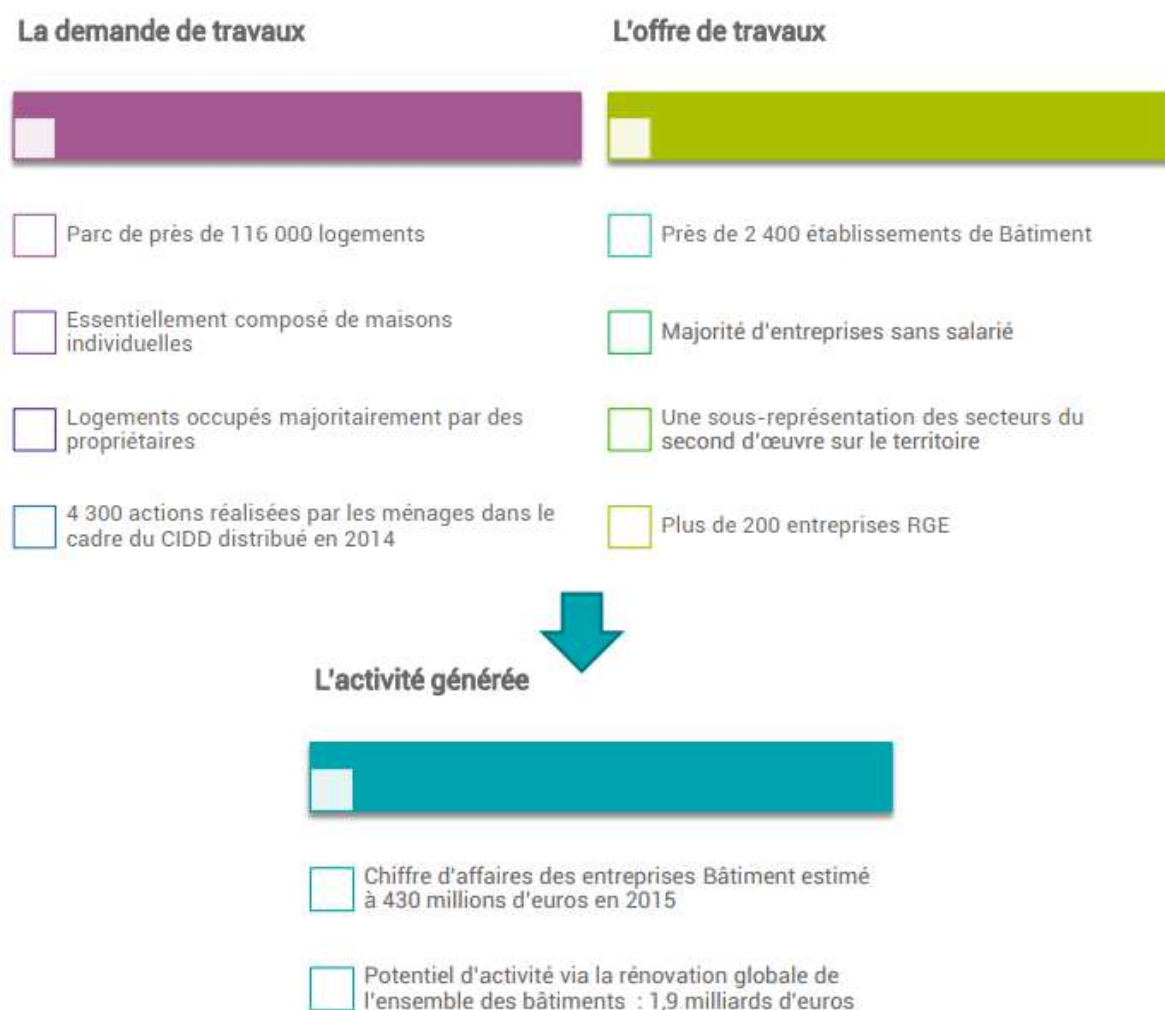 La demande de travaux
Parc de près de 116 000 logements
Essentiellement composé de maisons
individuelles
Logements occupés majoritairement par des
propriétaires
4 300 actions réalisées par les ménages dans le
cadre du CIDD distribué en 2014
L'offre de travaux
Près de 2 400 établissements de Bâtiment
Majorité d'entreprises sans salarié
Une sous-représentation des secteurs du
second d'œuvre sur le territoire
Plus de 200 entreprises RGE
L'activité générée
Chiffre d'affaires des entreprises Bâtiment estimé
à 430 millions d'euros en 2015
Potentiel d'activité via la rénovation globale de
l'ensemble des bâtiments : 1,9 milliards d'euros